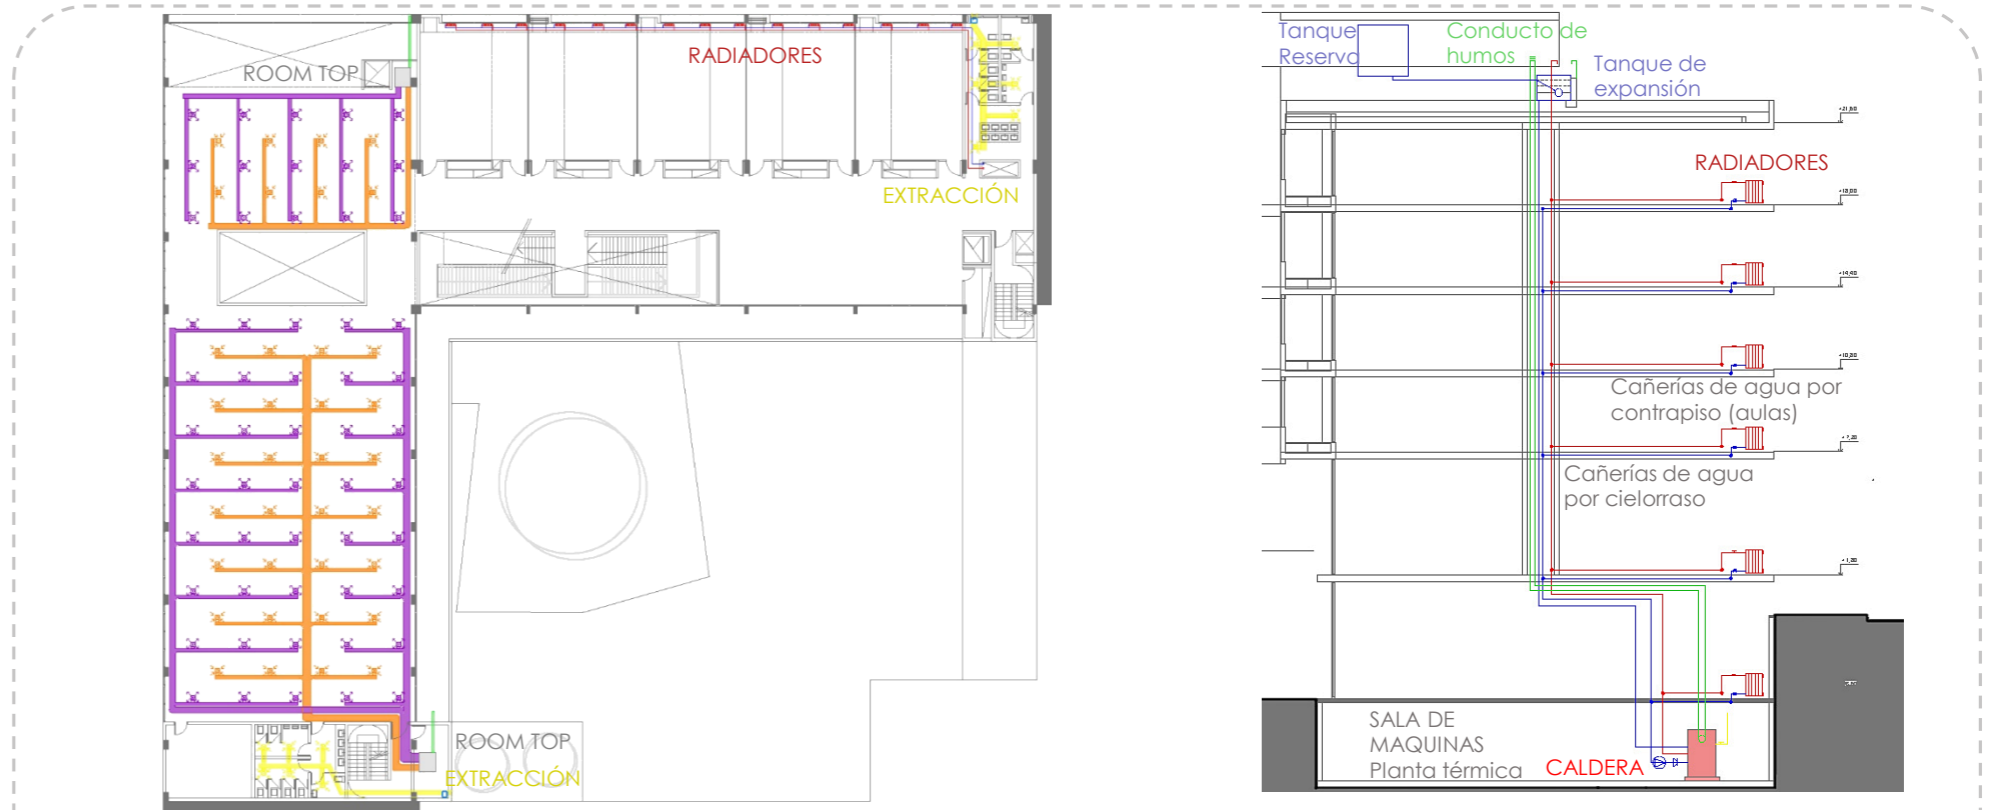 ROOM TOP
RADIADORES
EXTRACCIÓN
ROOM TOP
EXTRACCIÓN
Tanque
Reserva
Conducto de
humos
Tanque de
expansión
RADIADORES
Cañerías de agua por
contrapiso (aulas)
Cañerías de agua
por cielorraso
SALA DE
MAQUINAS
Planta térmica
CALDERA